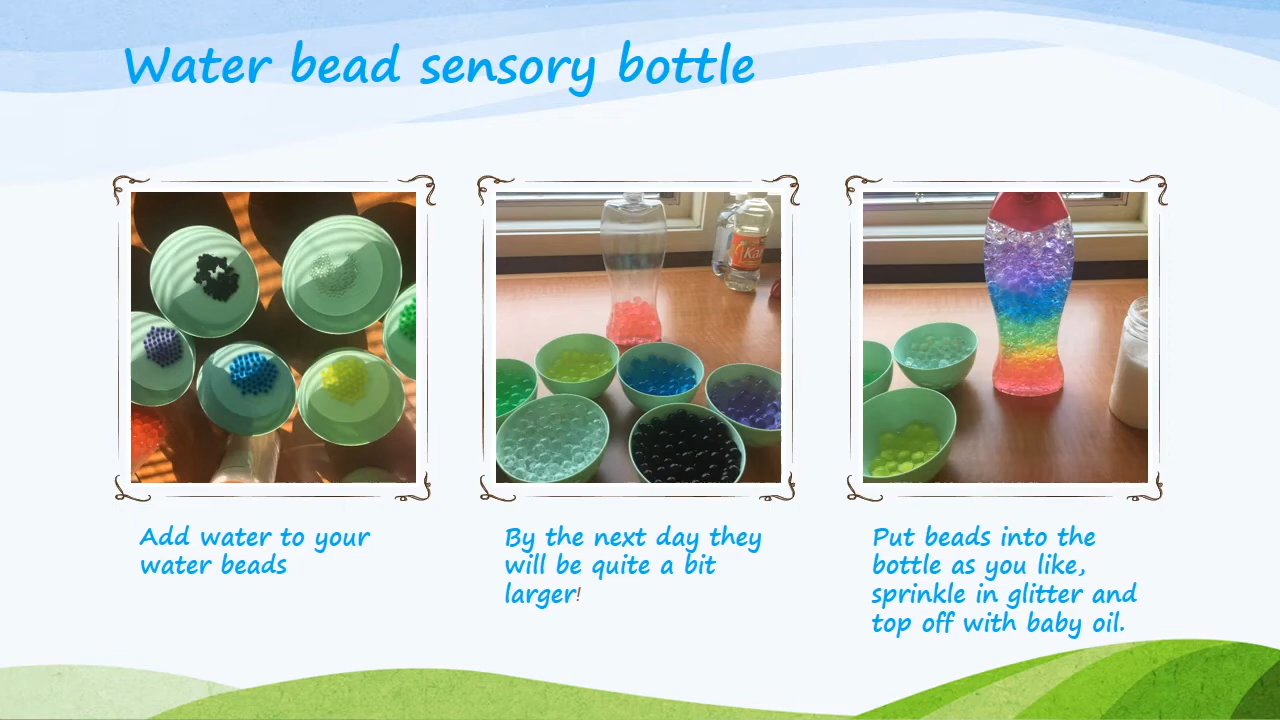 Water bead sensory bottle
Add water to your
water beads
By the next day they
will be quite a bit
larger!
Put beads into the
bottle as you like,
sprinkle in glitter and
top off with baby oil.